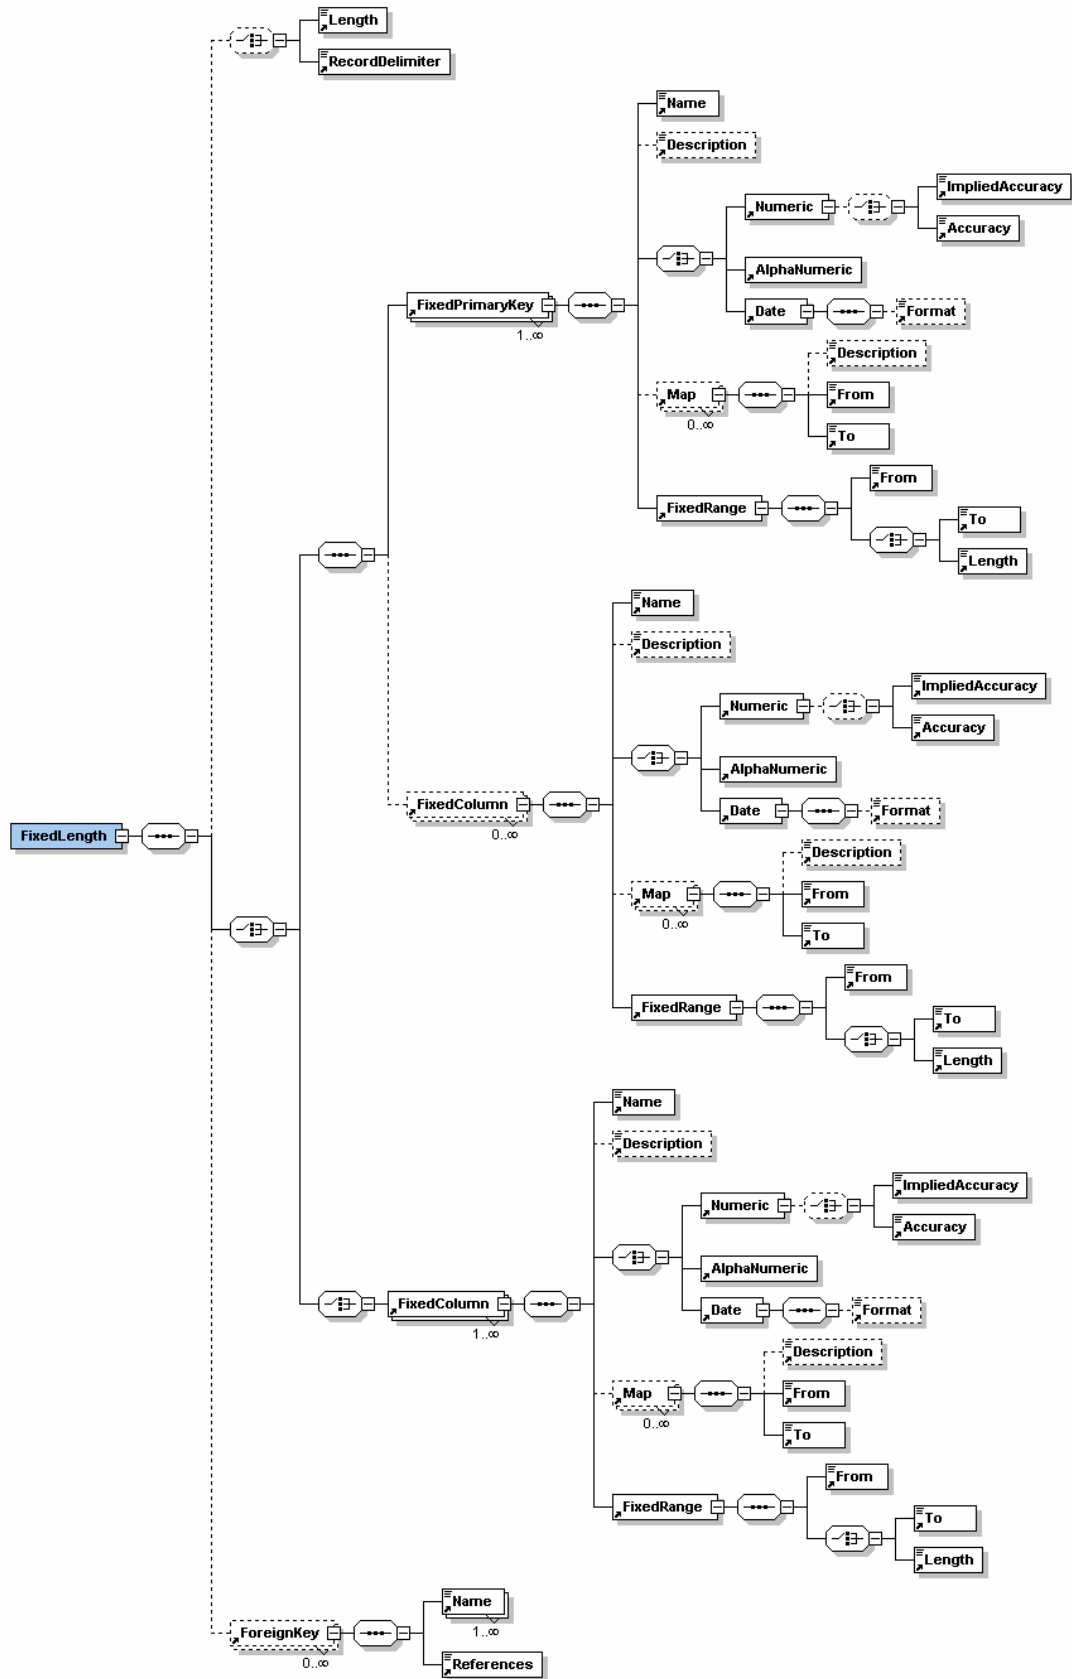 Length
RecordDelimiter
Name
Description
ImpliedAccuracy
Numeric
Accuracy
AlphaNumeric
FixedPrimaryKey
Date
Format
1..∞
Description
Map
From
0..∞
To
From
FixedRange
To
Length
Name
Description
ImpliedAccuracy
Numeric
Accuracy
AlphaNumeric
FixedColumn
Date
Format
0..∞
FixedLength
Description
Map
From
0..∞
To
From
FixedRange
To
Length
Name
Description
ImpliedAccuracy
Numeric
Accuracy
AlphaNumeric
FixedColumn
Date
Format
1..∞
Description
Map
From
0..∞
To
From
FixedRange
To
Length
Name
1..∞
ForeignKey
0..∞
References